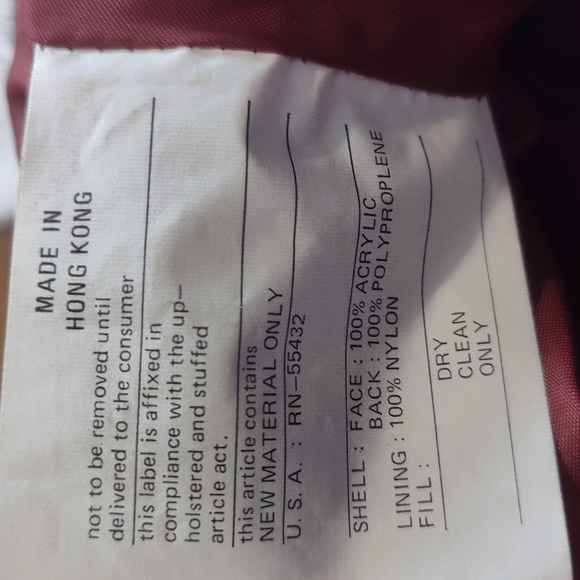 MADE IN
HONG KONG
not to be removed until
delivered to the consumer
this label is affixed in
compliance with the up—
holstered and stuffed
article act.
this article contains
NEW MATERIAL ONLY
U. S. A. : RN—55432
SHELL : FACE : 100% ACRYLIC
BACK : 100% POLYPROPLENE
LINING : 100% NYLON
FILL :
DRY
CLEAN
ONLY